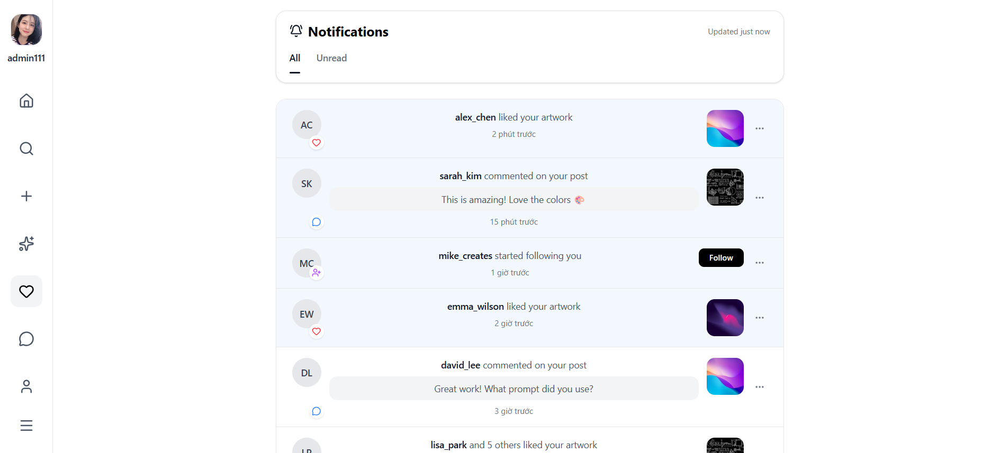 admin111
Notifications
Updated just now
All
Unread
AC
alex_chen liked your artwork
2 phút trước
SK
sarah_kim commented on your post
This is amazing! Love the colors 🎨
15 phút trước
MC
mike_creates started following you
1 giờ trước
Follow
EW
emma_wilson liked your artwork
2 giờ trước
DL
david_lee commented on your post
Great work! What prompt did you use?
3 giờ trước
LP
lisa_park and 5 others liked your artwork